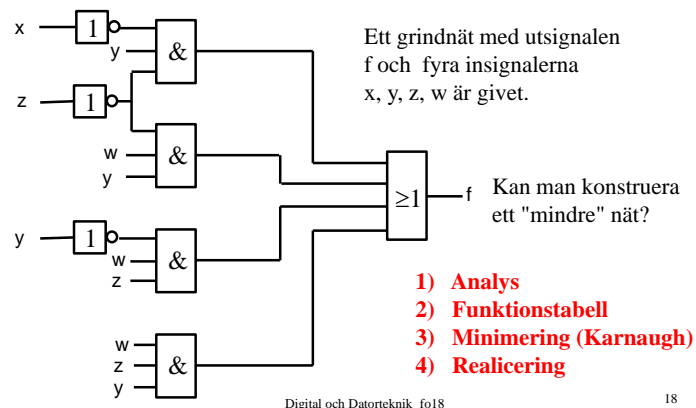 x
1
y
&
z
1
w
y
&
y
1
w
z
&
w
z
y
&
≥1
f
Ett grindnät med utsignalen
f och fyra insignalerna
x, y, z, w är givet.
Kan man konstruera
ett "mindre" nät?
1) Analys
2) Funktionstabell
3) Minimering (Karnaugh)
4) Realicering
Digital och Datorteknik fo18
18